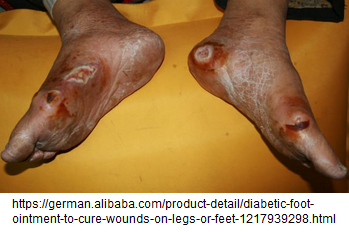 https://german.alibaba.com/product-detail/diabetic-foot-
ointment-to-cure-wounds-on-legs-or-feet-1217939298.html